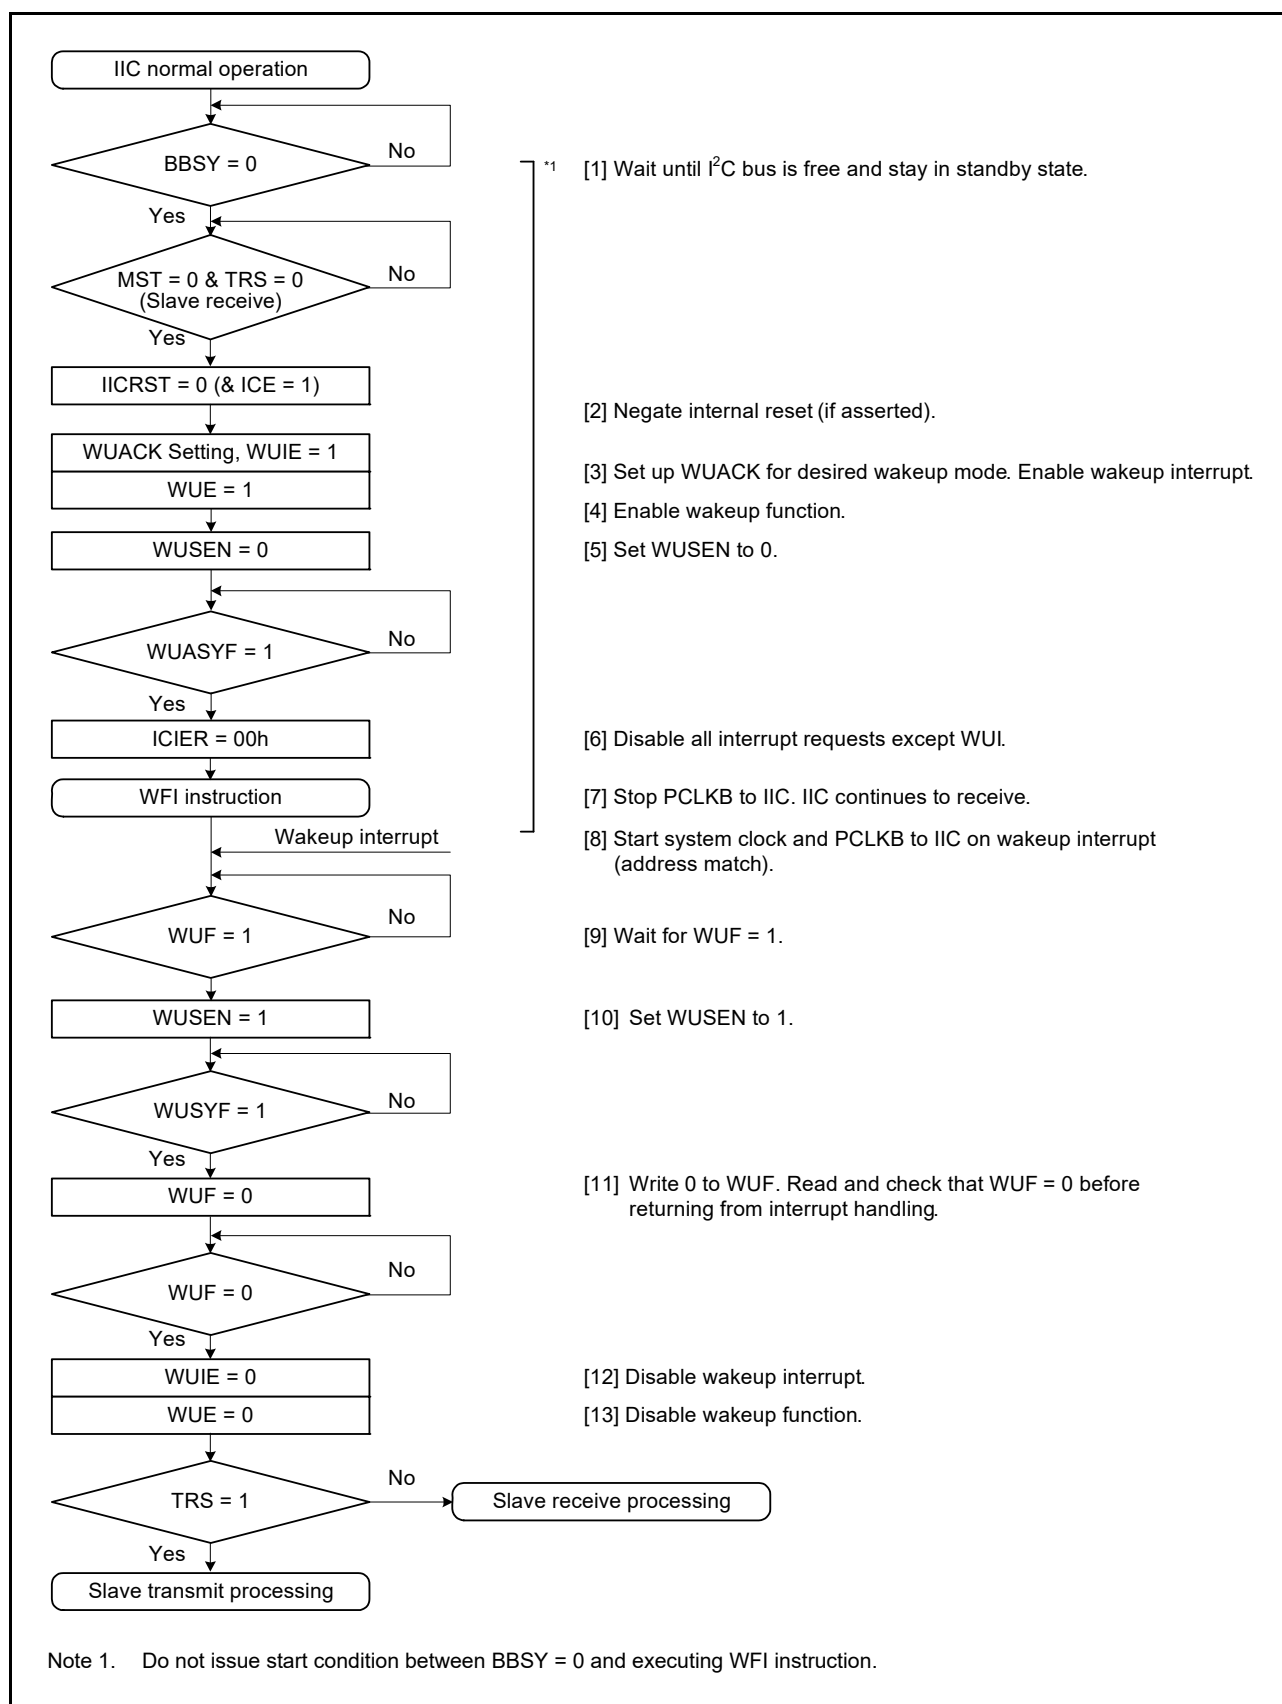 IIC normal operation
BBSY = 0
No
*1
[1] Wait until I²C bus is free and stay in standby state.
Yes
MST = 0 & TRS = 0
(Slave receive)
No
Yes
IICRST = 0 (& ICE = 1)
[2] Negate internal reset (if asserted).
WUACK Setting, WUIE = 1
[3] Set up WUACK for desired wakeup mode. Enable wakeup interrupt.
WUE = 1
[4] Enable wakeup function.
WUSEN = 0
[5] Set WUSEN to 0.
WUASYF = 1
No
Yes
ICIER = 00h
[6] Disable all interrupt requests except WUI.
WFI instruction
[7] Stop PCLKB to IIC. IIC continues to receive.
Wakeup interrupt
[8] Start system clock and PCLKB to IIC on wakeup interrupt
(address match).
WUF = 1
No
[9] Wait for WUF = 1.
WUSEN = 1
[10] Set WUSEN to 1.
WUSYF = 1
No
Yes
WUF = 0
[11] Write 0 to WUF. Read and check that WUF = 0 before
returning from interrupt handling.
WUF = 0
No
Yes
WUIE = 0
[12] Disable wakeup interrupt.
WUE = 0
[13] Disable wakeup function.
TRS = 1
No
Slave receive processing
Yes
Slave transmit processing
Note 1. Do not issue start condition between BBSY = 0 and executing WFI instruction.